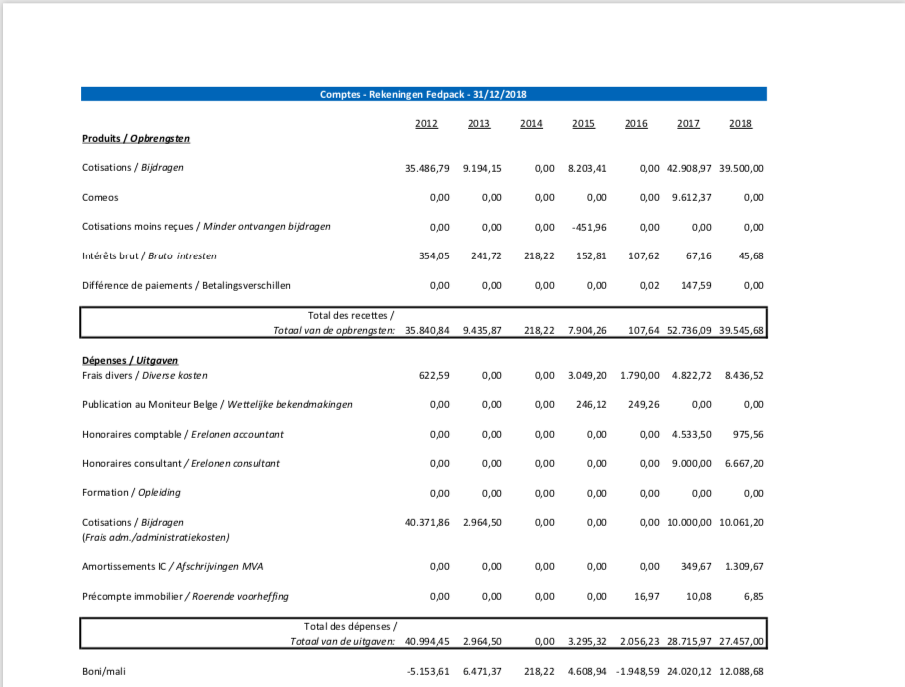 Comptes - Rekeningen Fedpack - 31/12/2018
2012 2013 2014 2015 2016 2017 2018
Produits / Opbrengsten
Cotisations / Bijdragen 35.486,79 9.194,15 0,00 8.203,41 0,00 42.908,97 39.500,00
Comeos 0,00 0,00 0,00 0,00 0,00 9.612,37 0,00
Cotisations moins reçues / Minder ontvangen bijdragen 0,00 0,00 0,00 -451,96 0,00 0,00 0,00
Intérêts brut / Bruto intresten 354,05 241,72 218,22 152,81 107,62 67,16 45,68
Différence de paiements / Betalingsverschillen 0,00 0,00 0,00 0,00 0,02 147,59 0,00
Total des recettes /
Totaal van de opbrengsten: 35.840,84 9.435,87 218,22 7.904,26 107,64 52.736,09 39.545,68
Dépenses / Uitgaven
Frais divers / Diverse kosten 622,59 0,00 0,00 3.049,20 1.790,00 4.822,72 8.436,52
Publication au Moniteur Belge / Wettelijke bekendmakingen 0,00 0,00 0,00 246,12 249,26 0,00 0,00
Honoraires comptable / Erelonen accountant 0,00 0,00 0,00 0,00 0,00 4.533,50 975,56
Honoraires consultant / Erelonen consultant 0,00 0,00 0,00 0,00 0,00 9.000,00 6.667,20
Formation / Opleiding 0,00 0,00 0,00 0,00 0,00 0,00 0,00
Cotisations / Bijdragen 40.371,86 2.964,50 0,00 0,00 0,00 10.000,00 10.061,20
(Frais adm./administratiekosten)
Amortissements IC / Afschrijvingen MVA 0,00 0,00 0,00 0,00 0,00 349,67 1.309,67
Précompte immobilier / Roerende voorheffing 0,00 0,00 0,00 0,00 16,97 10,08 6,85
Total des dépenses /
Totaal van de uitgaven: 40.994,45 2.964,50 0,00 3.295,32 2.056,23 28.715,97 27.457,00
Boni/mali -5.153,61 6.471,37 218,22 4.608,94 -1.948,59 24.020,12 12.088,68